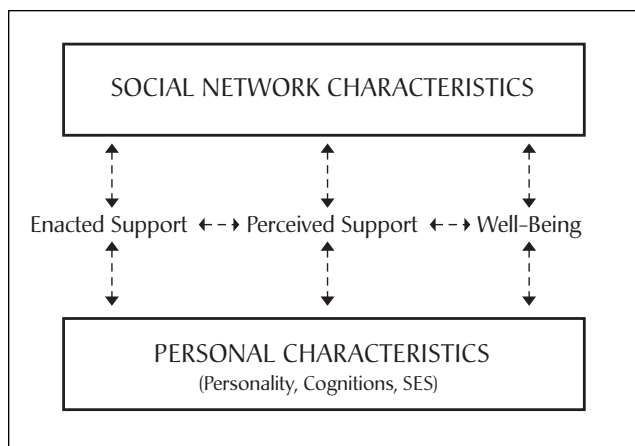 SOCIAL NETWORK CHARACTERISTICS
Enacted Support Perceived Support Well-Being
PERSONAL CHARACTERISTICS
(Personality, Cognitions, SES)